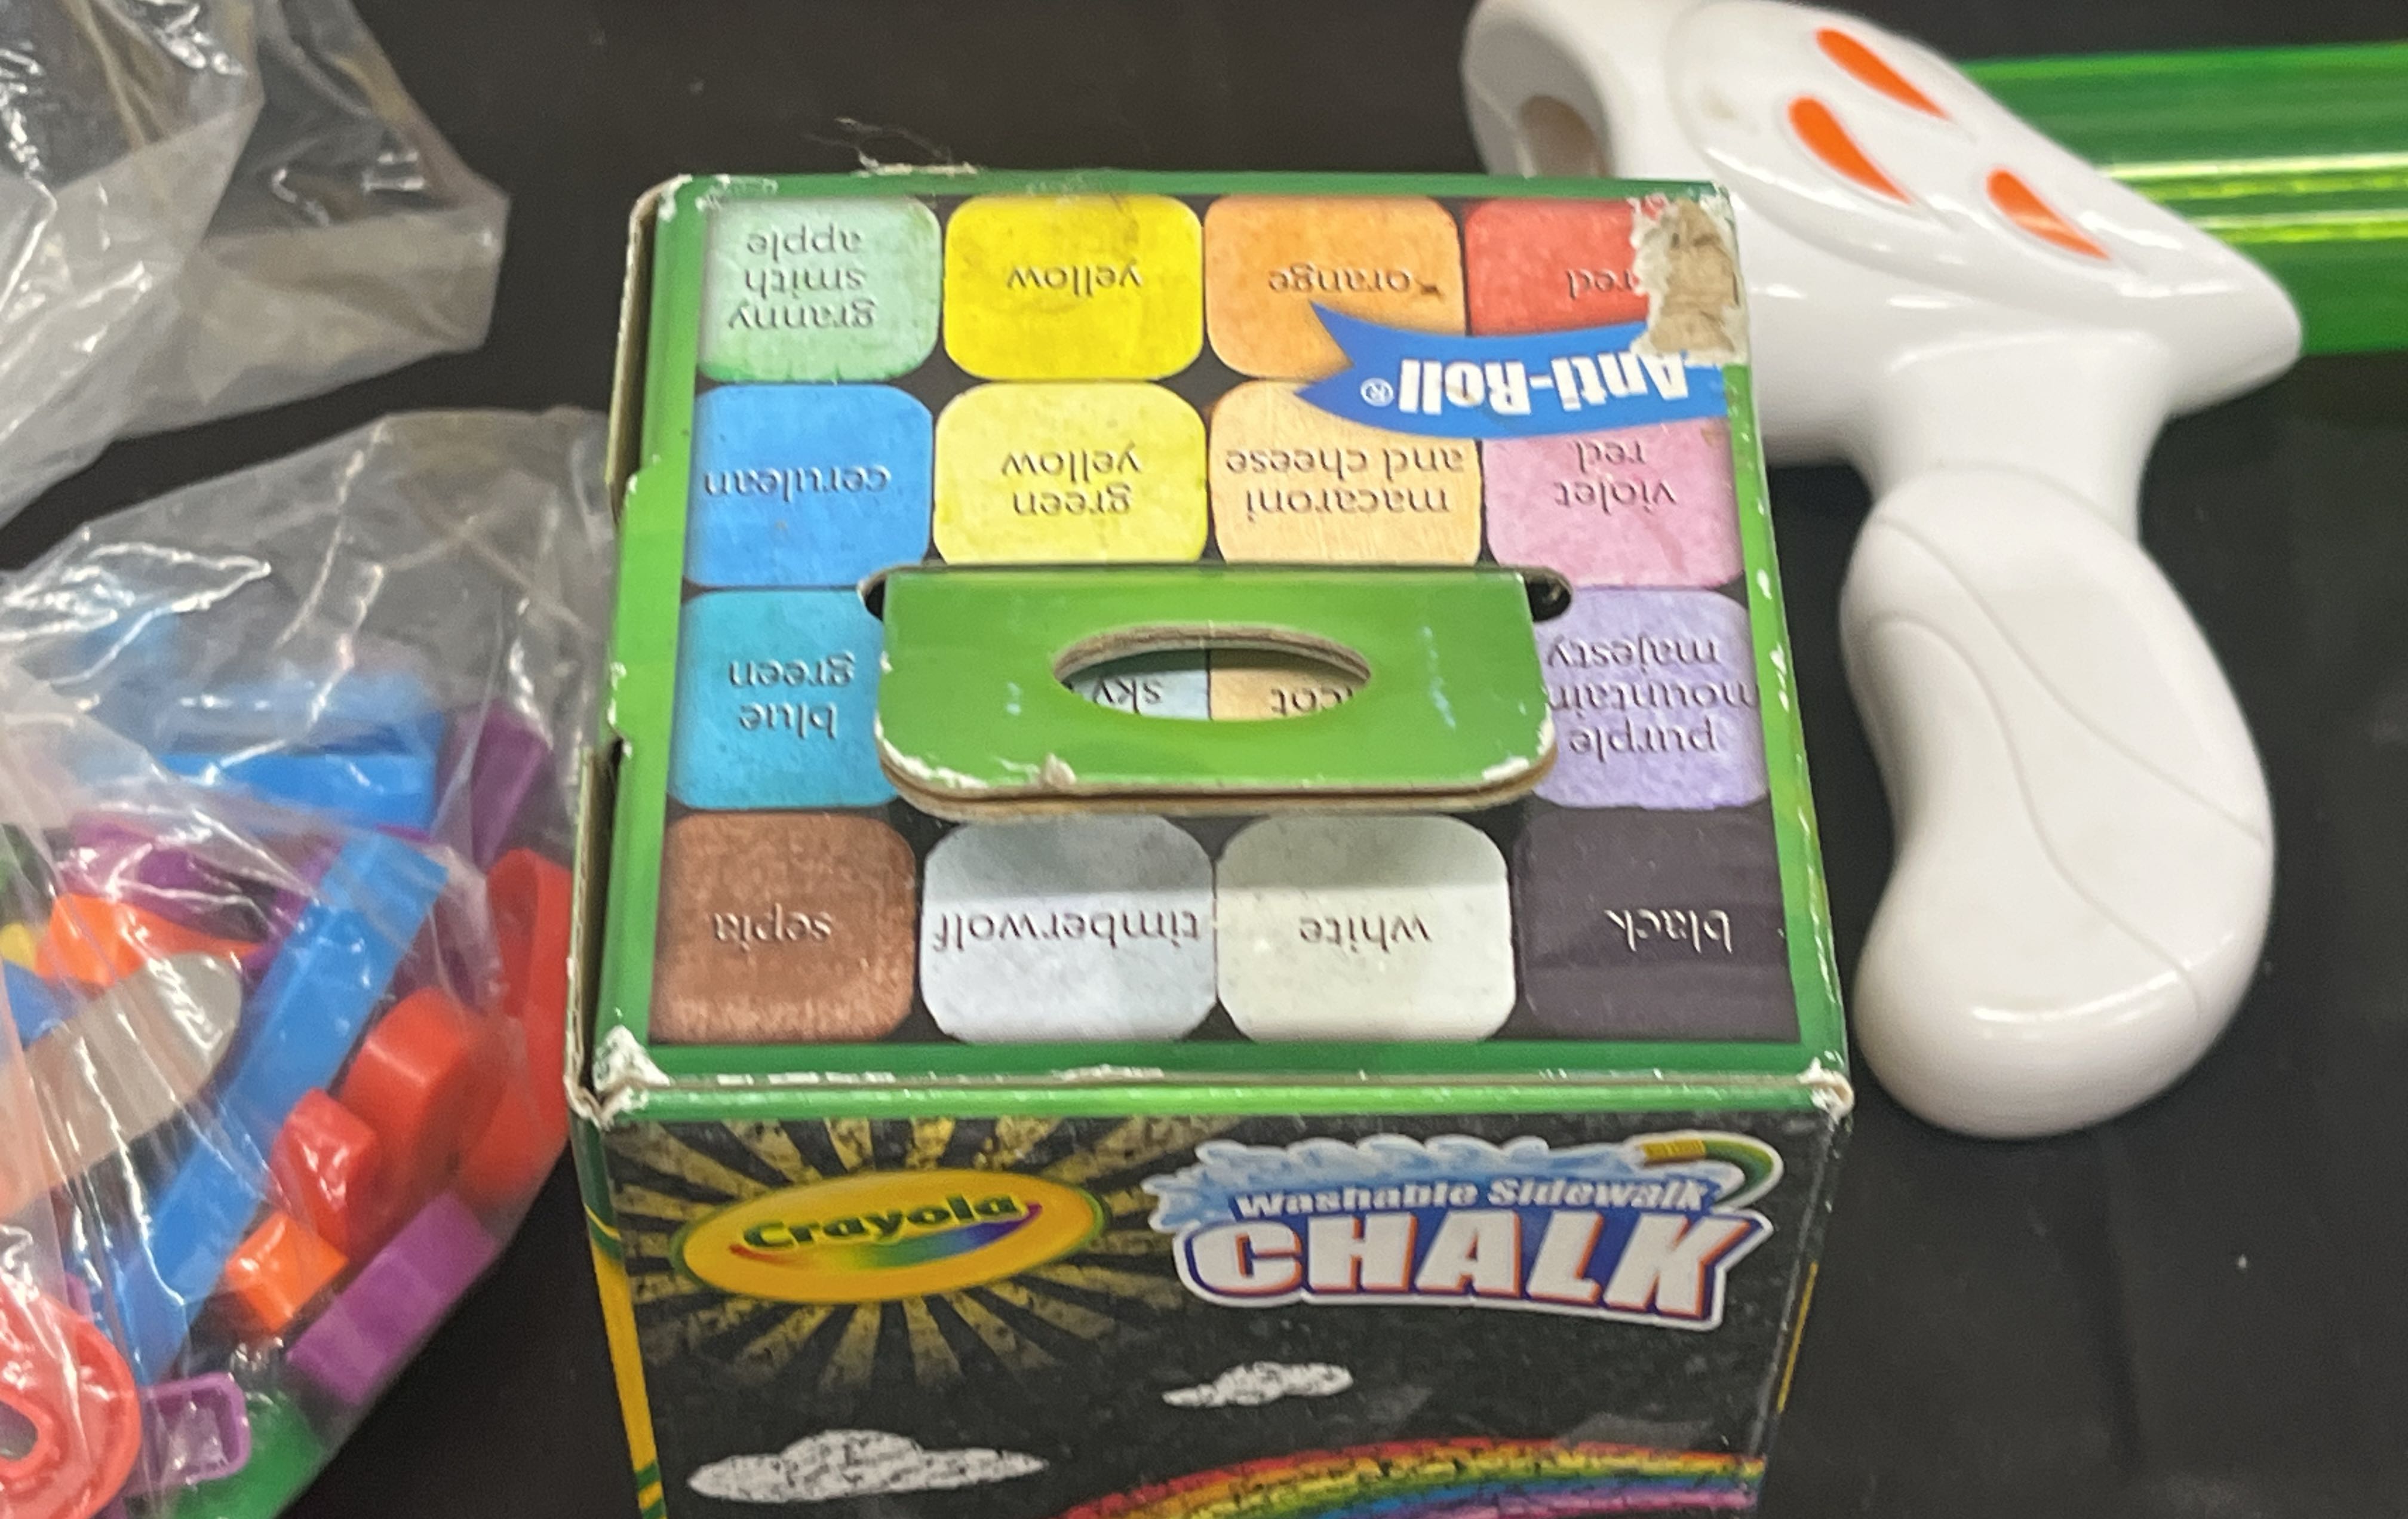 black
white
timberwolf
sepia
purple
mountain
majesty
sky
blue
green
violet
red
macaroni
and cheese
green
yellow
cerulean
Anti-Roll®
red
orange
yellow
granny
smith
apple
Crayola
Washable Sidewalk
CHALK